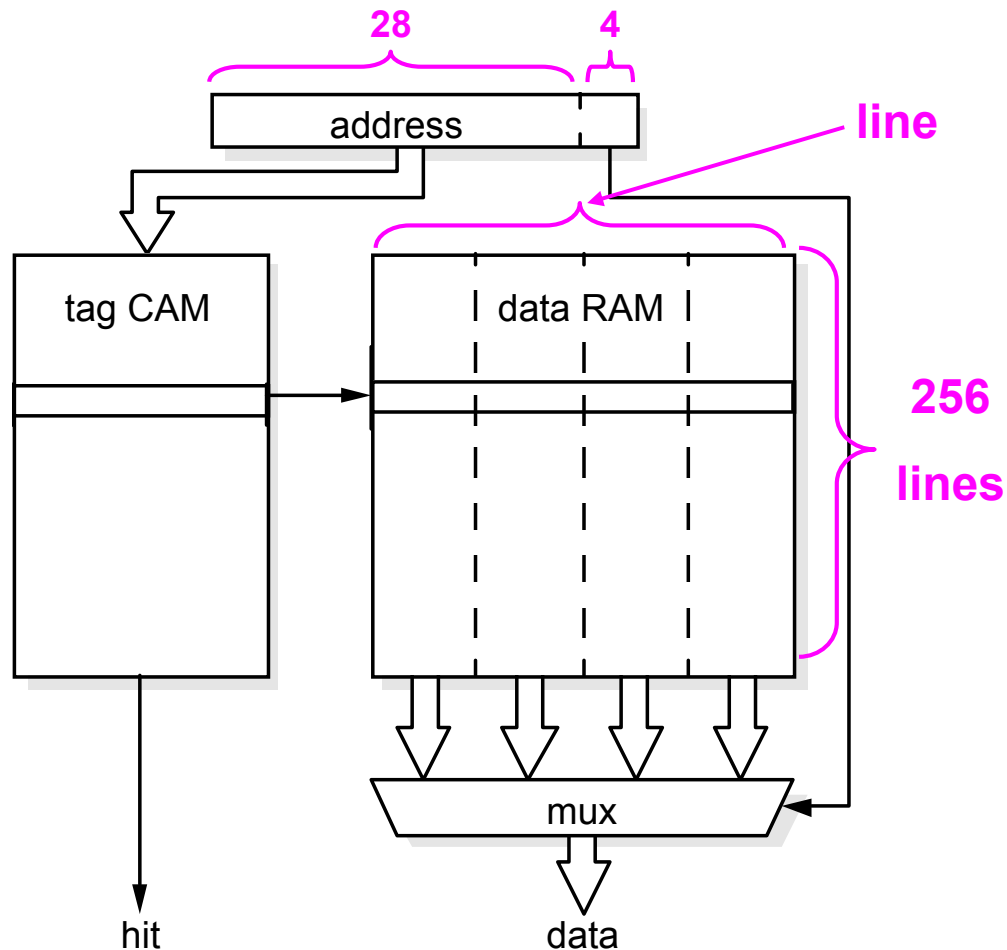 28
4
address
line
tag CAM
data RAM
256
lines
mux
hit
data